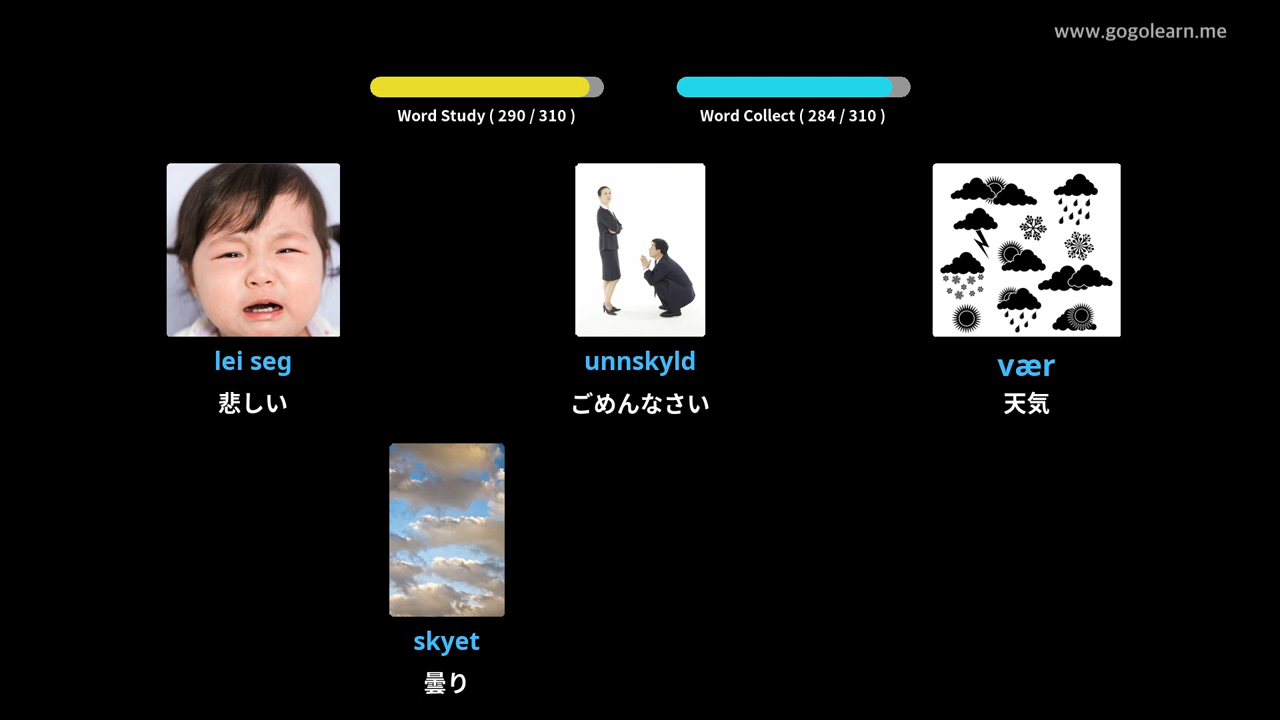 www.gogolearn.me
Word Study ( 290 / 310 )
Word Collect ( 284 / 310 )
lei seg
unnskyld
vær
悲しい
ごめんなさい
天気
skyet
曇り